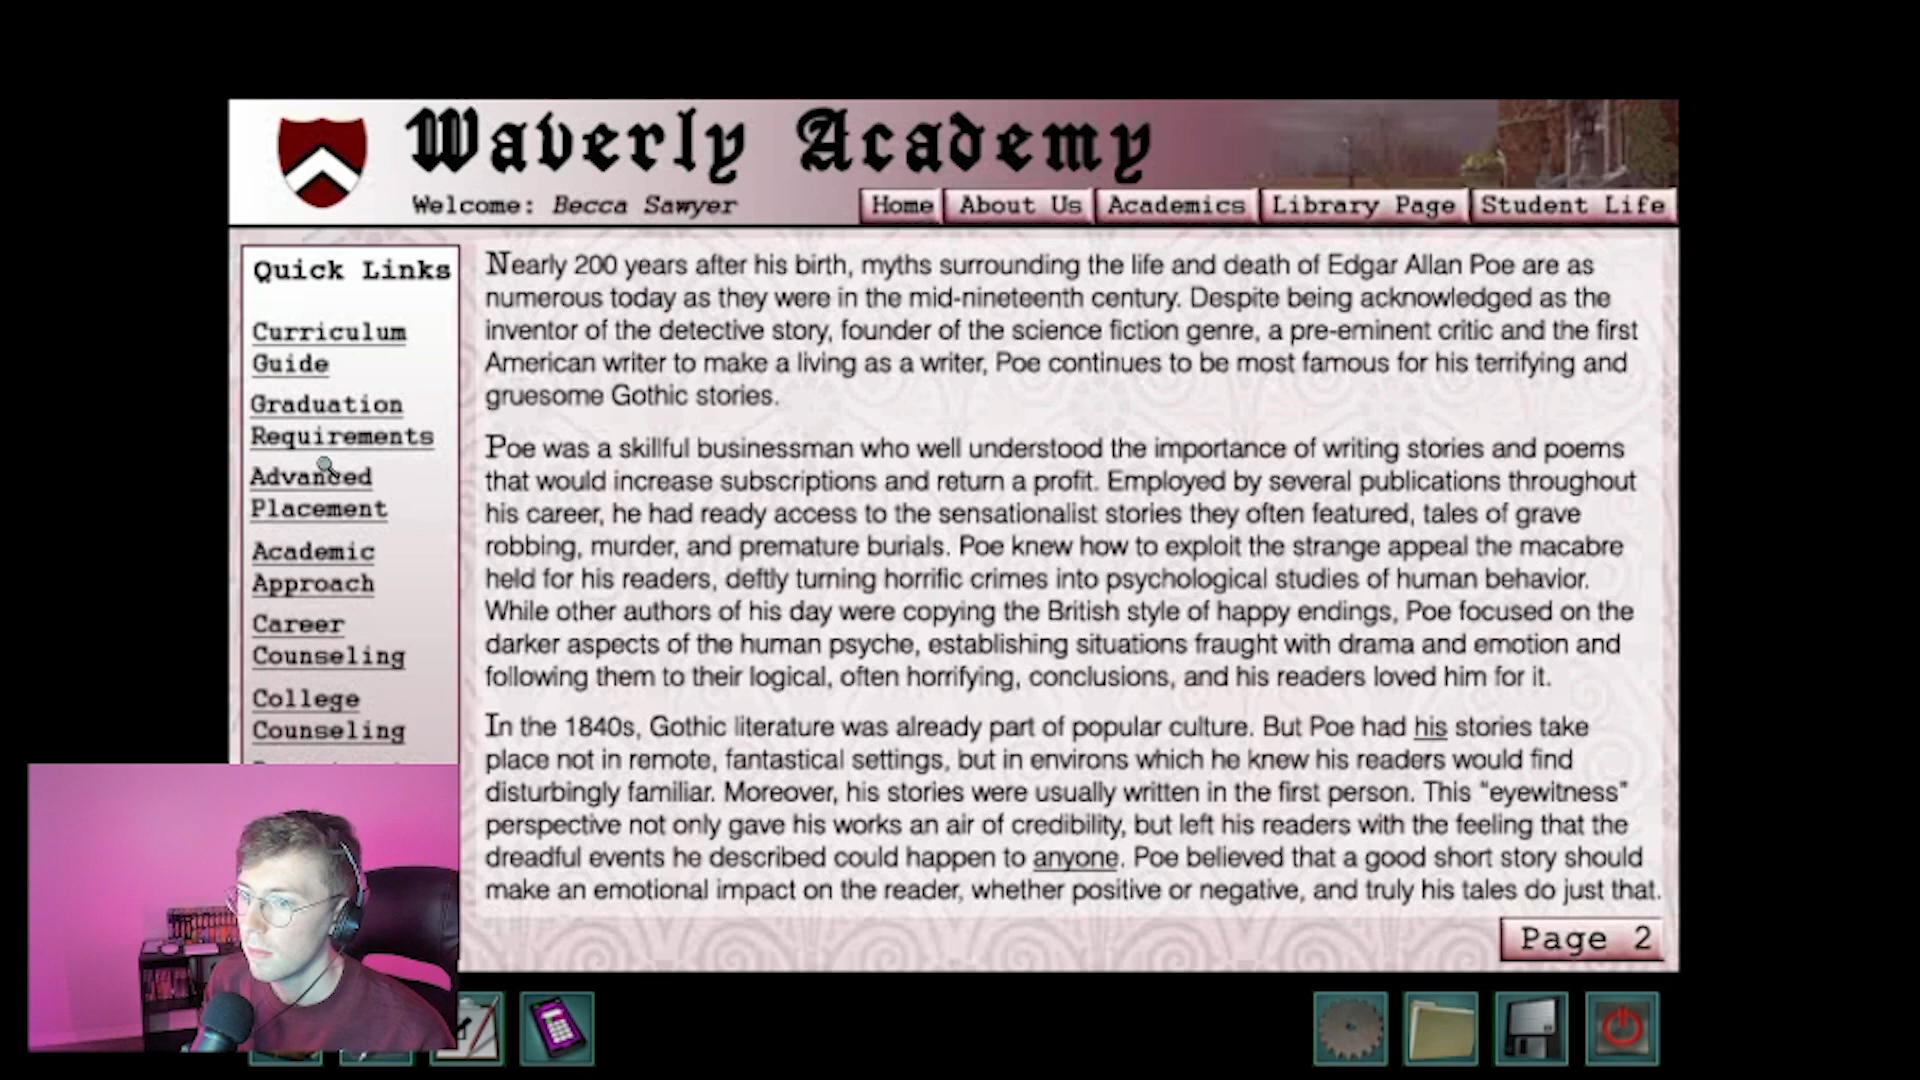 Waverly Academy
Welcome: Becca Sawyer
Home
About Us
Academics
Library Page
Student Life
Quick Links
Curriculum
Guide
Graduation
Requirements
Advanced
Placement
Academic
Approach
Career
Counseling
College
Counseling
Nearly 200 years after his birth, myths surrounding the life and death of Edgar Allan Poe are as
numerous today as they were in the mid-nineteenth century. Despite being acknowledged as the
inventor of the detective story, founder of the science fiction genre, a pre-eminent critic and the first
American writer to make a living as a writer, Poe continues to be most famous for his terrifying and
gruesome Gothic stories.
Poe was a skillful businessman who well understood the importance of writing stories and poems
that would increase subscriptions and return a profit. Employed by several publications throughout
his career, he had ready access to the sensationalist stories they often featured, tales of grave
robbing, murder, and premature burials. Poe knew how to exploit the strange appeal the macabre
held for his readers, deftly turning horrific crimes into psychological studies of human behavior.
While other authors of his day were copying the British style of happy endings, Poe focused on the
darker aspects of the human psyche, establishing situations fraught with drama and emotion and
following them to their logical, often horrifying, conclusions, and his readers loved him for it.
In the 1840s, Gothic literature was already part of popular culture. But Poe had his stories take
place not in remote, fantastical settings, but in environs which he knew his readers would find
disturbingly familiar. Moreover, his stories were usually written in the first person. This "eyewitness"
perspective not only gave his works an air of credibility, but left his readers with the feeling that the
dreadful events he described could happen to anyone. Poe believed that a good short story should
make an emotional impact on the reader, whether positive or negative, and truly his tales do just that.
Page 2